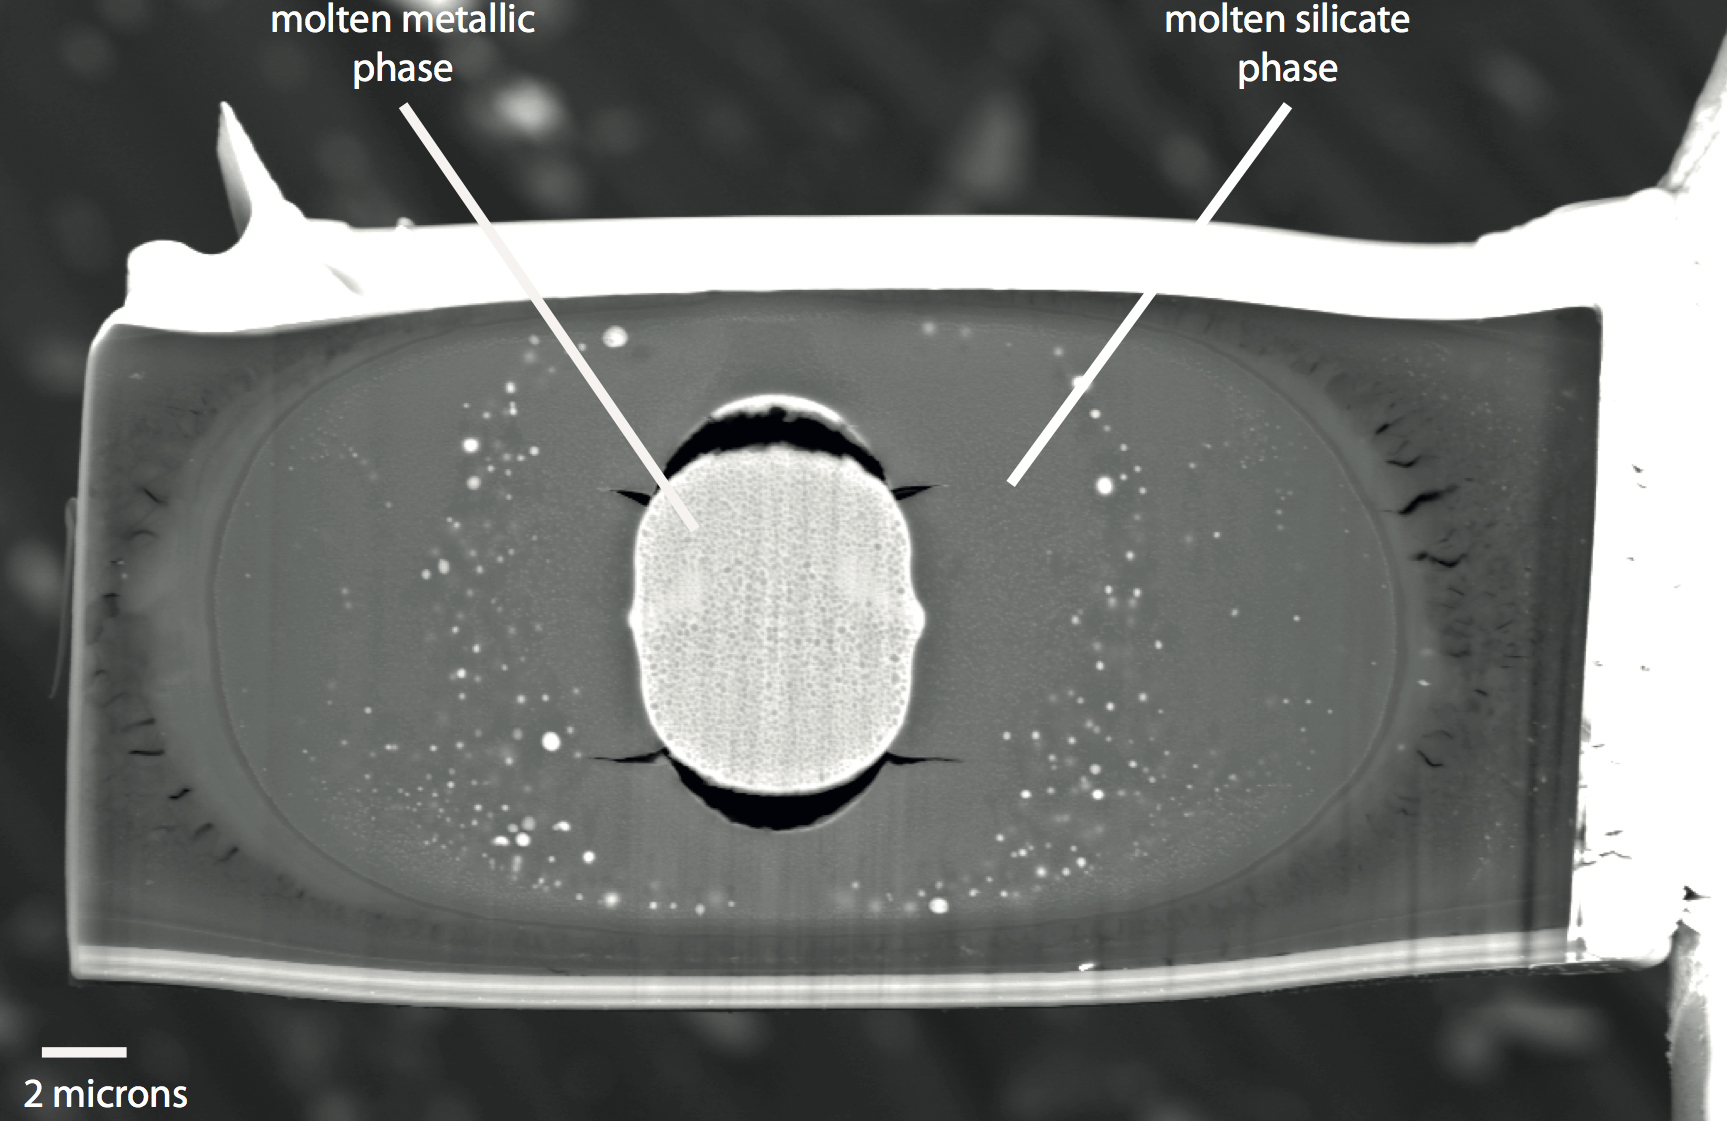 molten metallic
phase
molten silicate
phase
2 microns